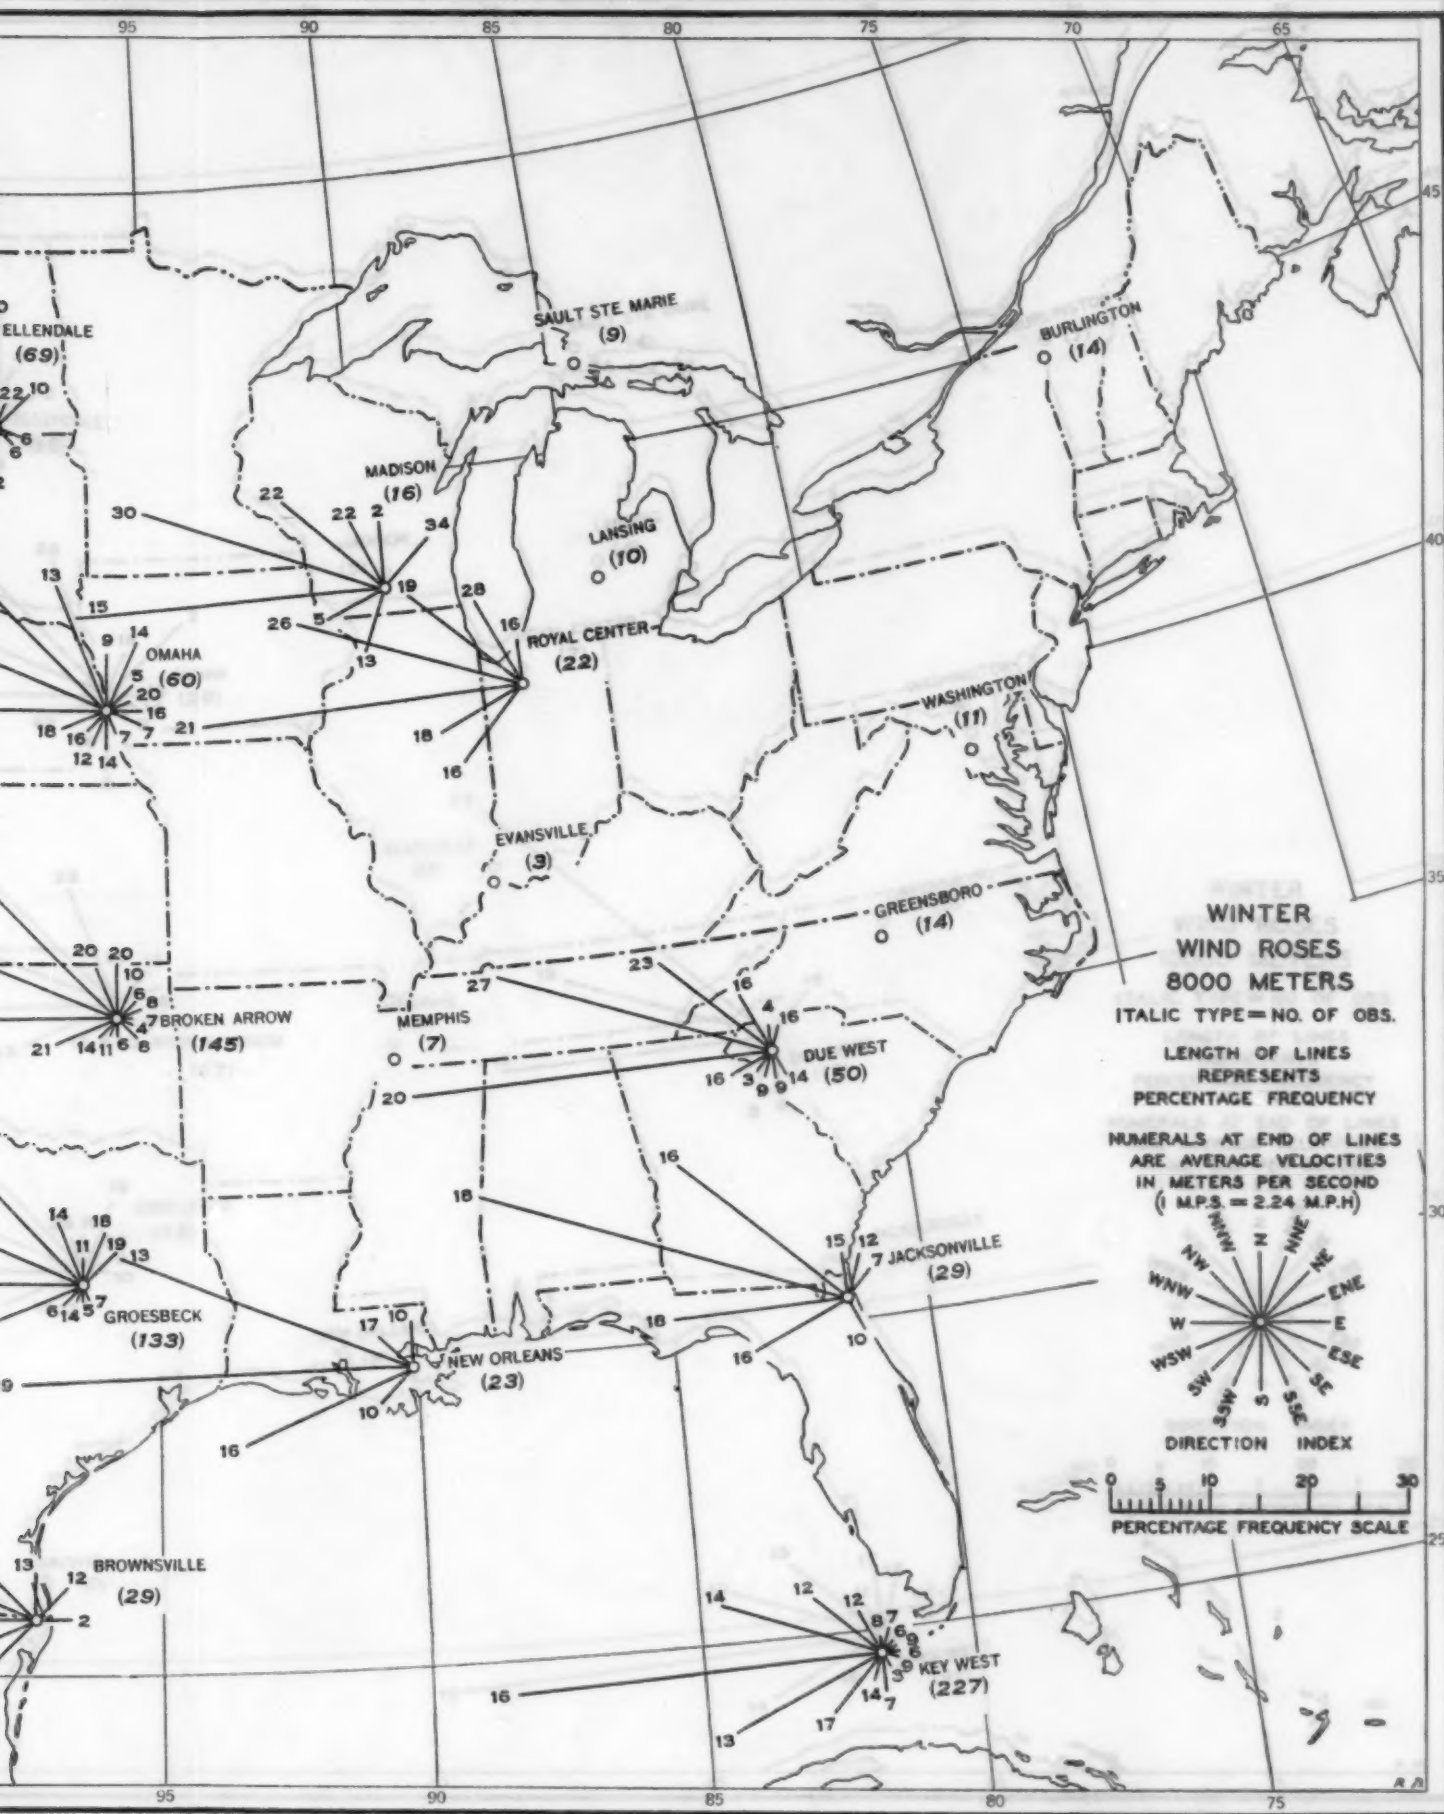 95 90 85 80 75 70 65
45
SAULT STE. MARIE
(9)
BURLINGTON
(14)
ELLENDALE
(69)
22 10
6
6
MADISON
(16)
22
30
22 2
34
LANSING
(10)
40
13
15
19
28
26
5
16
ROYAL CENTER
(22)
9 14
OMAHA
(60)
13
5
20
16
WASHINGTON
(11)
18 16 7 7
21
18
12 14
16
EVANSVILLE
(3)
35
GREENSBORO
(14)
WINTER
WIND ROSES
8000 METERS
ITALIC TYPE = NO. OF OBS.
LENGTH OF LINES
REPRESENTS
PERCENTAGE FREQUENCY
NUMERALS AT END OF LINES
ARE AVERAGE VELOCITIES
IN METERS PER SECOND
(1 M.P.S. = 2.24 M.P.H)
20 20
10
6
8
7
4
BROKEN ARROW
(145)
21 14 11 6 8
27
23
16
4
16
MEMPHIS
(7)
DUE WEST
(50)
20
16 3 9 9 14
16
18
30
14 18
11 19 13
15 12
7
JACKSONVILLE
(29)
6 14 5 7
GROESBECK
(133)
18
10
16
17 10
NEW ORLEANS
(23)
9
10
16
N NNE NE ENE E ESE SE SSE S SSW SW WSW W WNW NW NNW
DIRECTION INDEX
0 5 10 20 30
PERCENTAGE FREQUENCY SCALE
25
13
BROWNSVILLE
(29)
12
2
14
12
12
8 7
6 9
6
9
3
KEY WEST
(227)
16
14 7
17
13
95 90 85 80 75